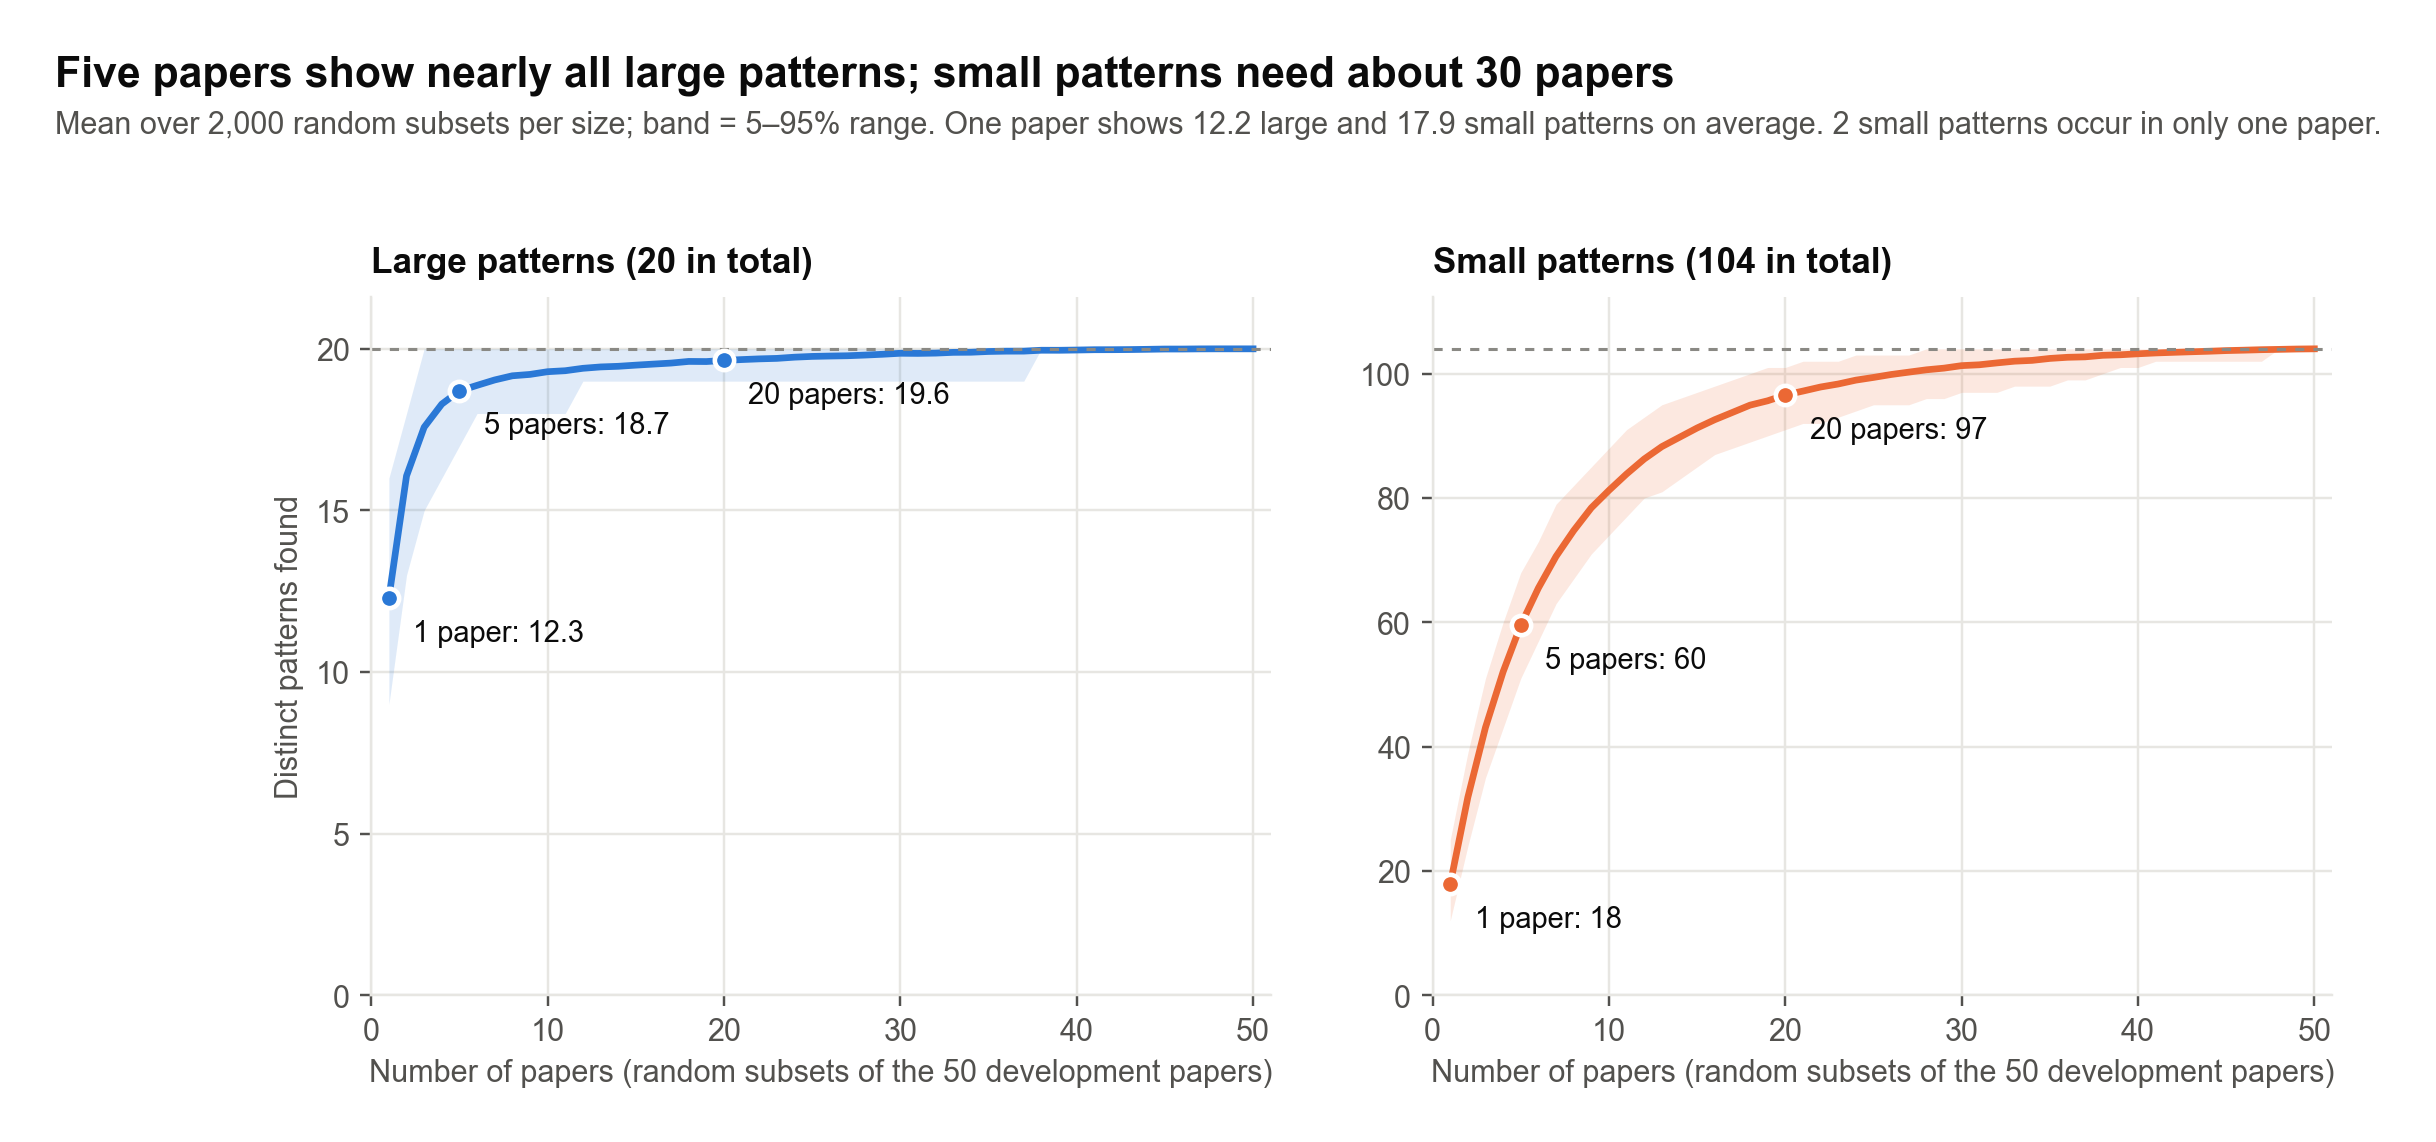 Five papers show nearly all large patterns; small patterns need about 30 papers
Mean over 2,000 random subsets per size; band = 5–95% range. One paper shows 12.2 large and 17.9 small patterns on average. 2 small patterns occur in only one paper.
Large patterns (20 in total)
Distinct patterns found
20
15
10
5
0
1 paper: 12.3
5 papers: 18.7
20 papers: 19.6
0 10 20 30 40 50
Number of papers (random subsets of the 50 development papers)
Small patterns (104 in total)
100
80
60
40
20
0
1 paper: 18
5 papers: 60
20 papers: 97
0 10 20 30 40 50
Number of papers (random subsets of the 50 development papers)